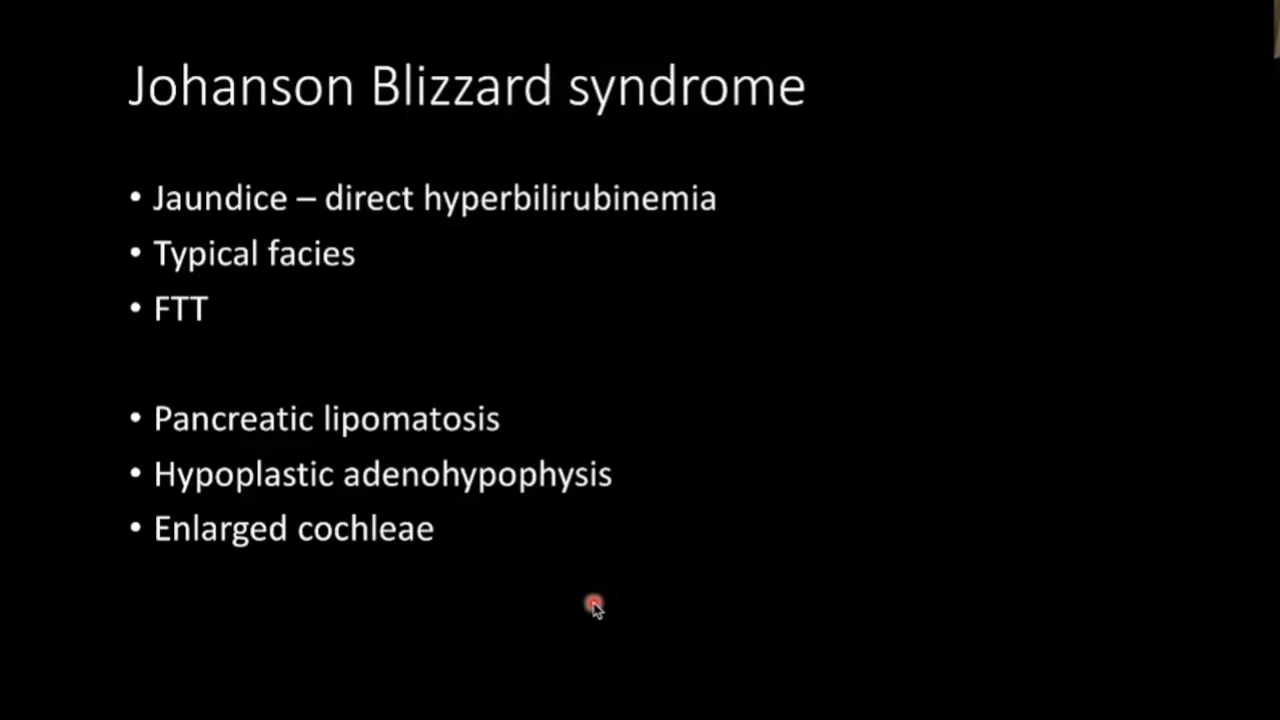 Johanson Blizzard syndrome
• Jaundice – direct hyperbilirubinemia
• Typical facies
• FTT
• Pancreatic lipomatosis
• Hypoplastic adenohypophysis
• Enlarged cochleae